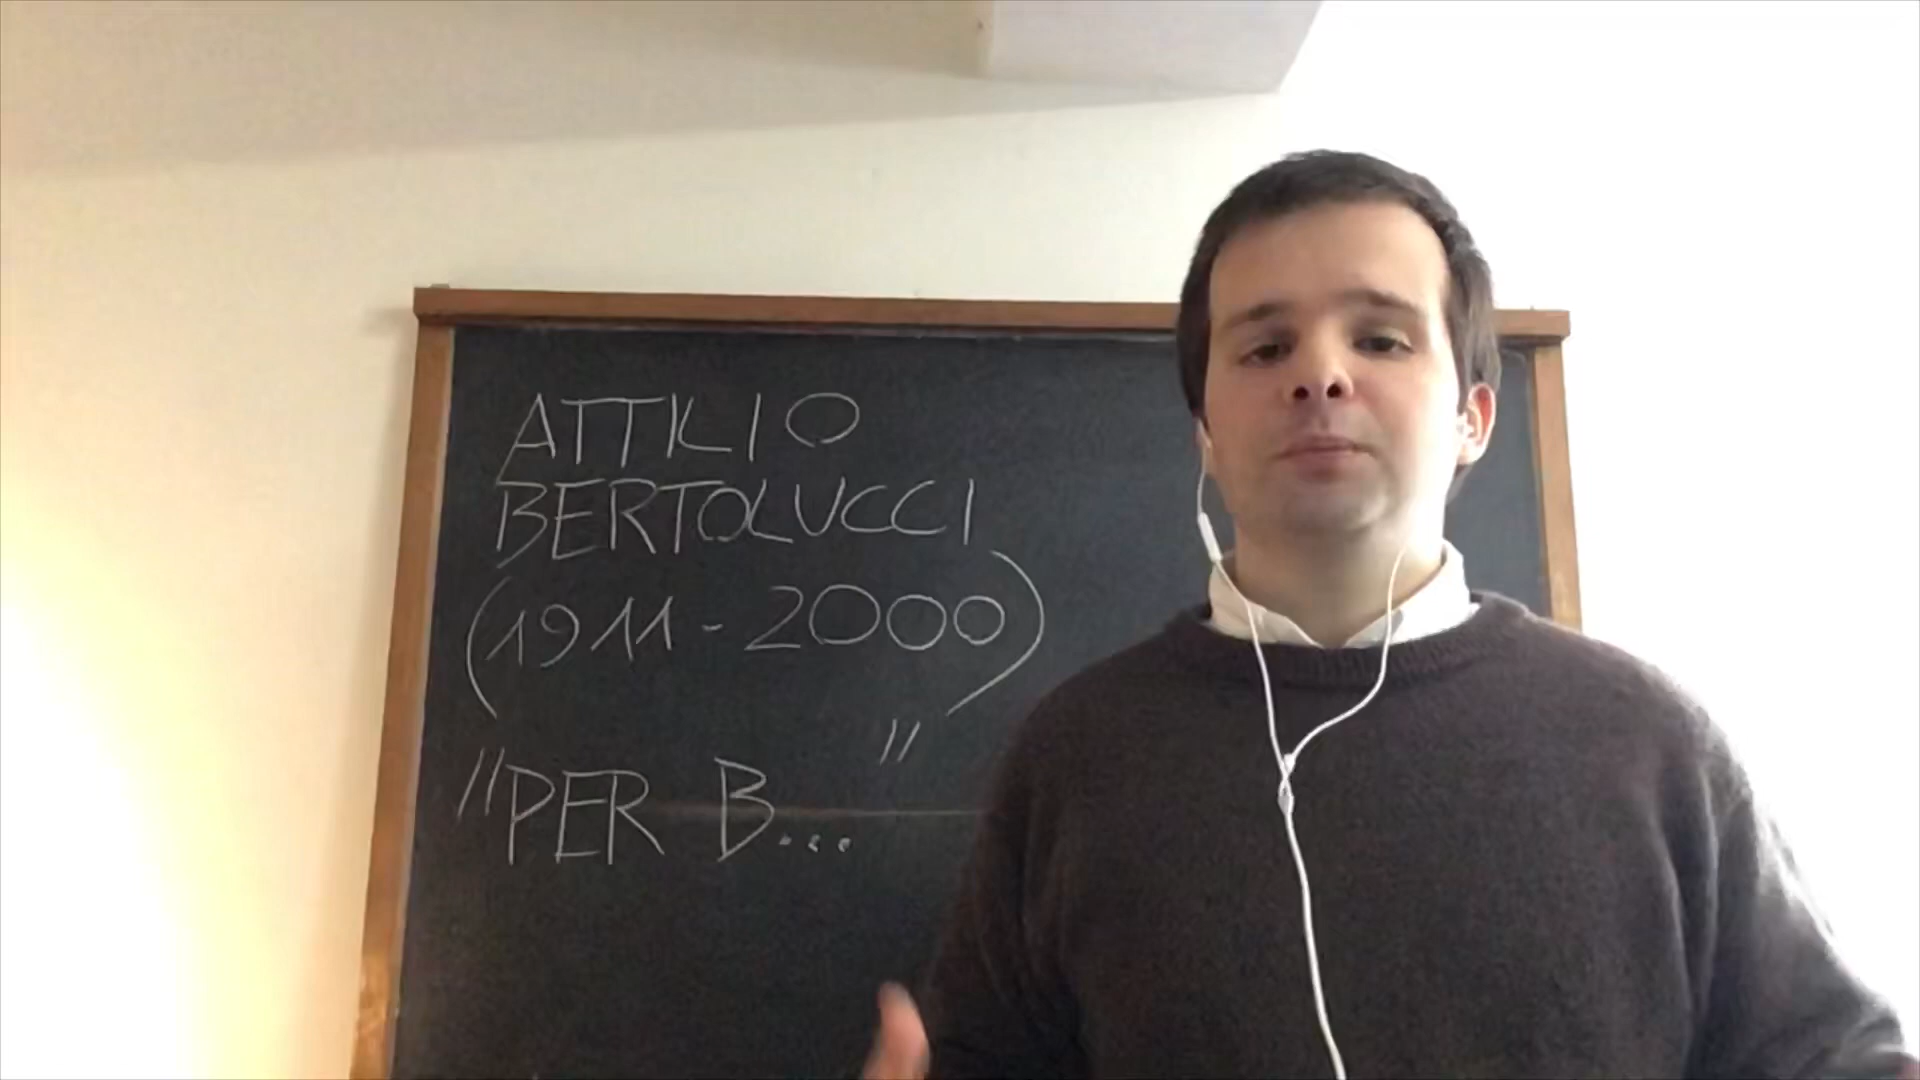 ATTILIO
BERTOLUCCI
(1911-2000)
"PER B..."